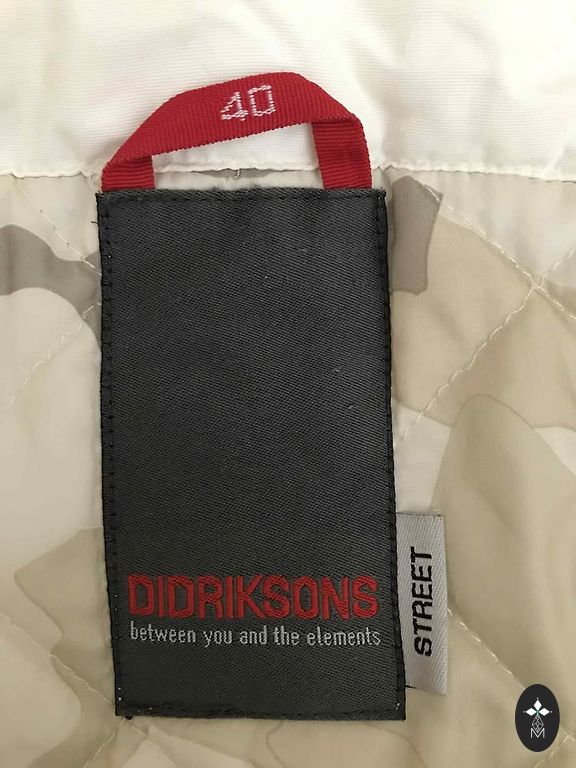 40
DIDRIKSONS
between you and the elements
STREET
M